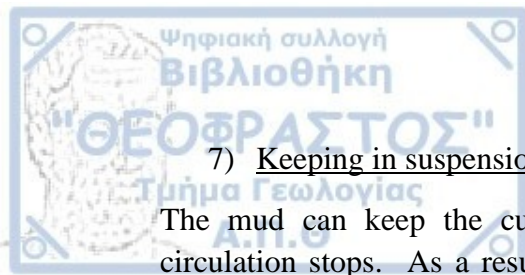 Ψηφιακή συλλογή
Βιβλιοθήκη
"ΘΕΟΦΡΑΣΤΟΣ"
7) Keeping in suspensio
Τμήμα Γεωλογίας
The mud can keep the cu
Α.Π.Θ
circulation stops. As a resu